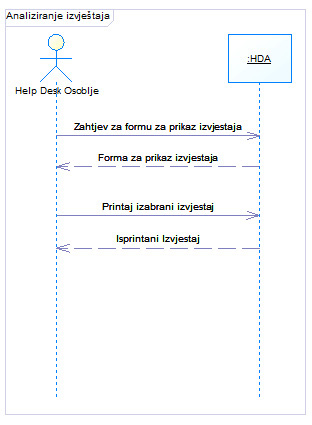 Analiziranje izvještaja
:HDA
Help Desk Osoblje
Zahtjev za formu za prikaz izvjestaja
Forma za prikaz izvjestaja
Printaj izabrani izvjestaj
Isprintani Izvjestaj